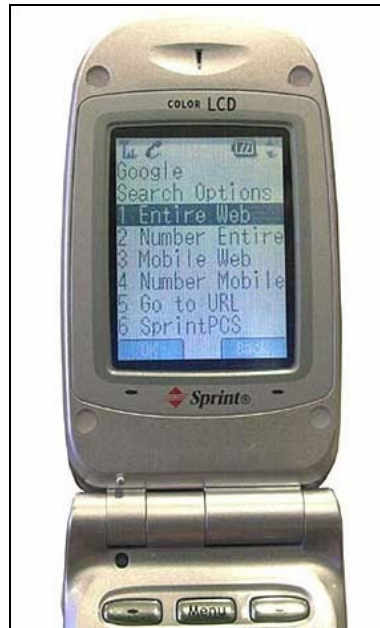 COLOR LCD
Google
Search Options
1 Entire Web
2 Number Entire
3 Mobile Web
4 Number Mobile
5 Go to URL
6 SprintPCS
OK Back
Sprint®
Menu